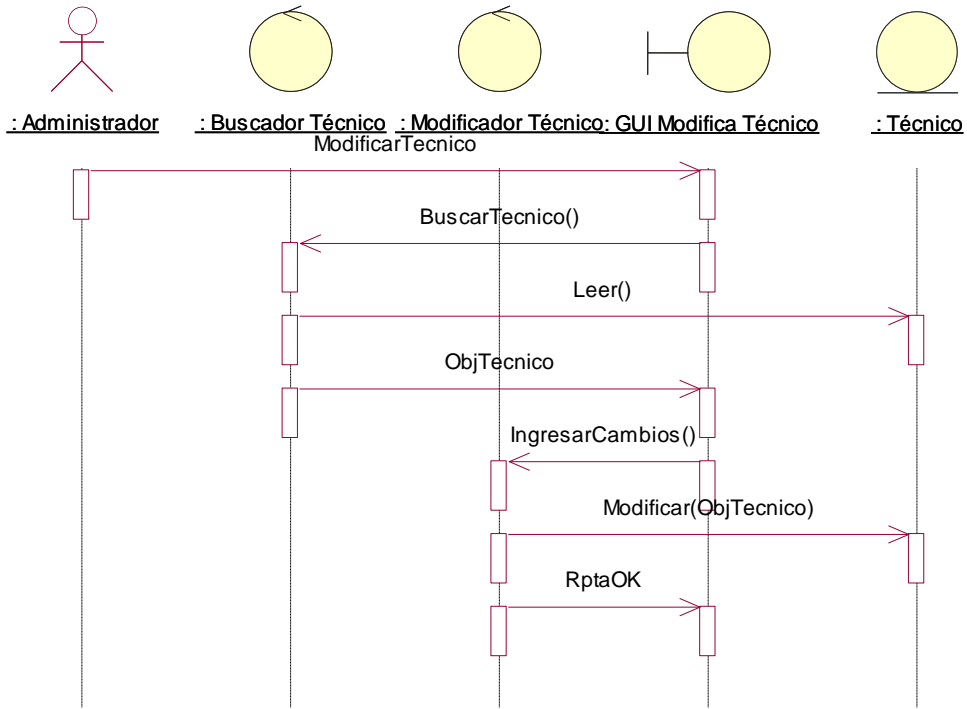 : Administrador
: Buscador Técnico
: Modificador Técnico
: GUI Modifica Técnico
: Técnico
ModificarTecnico
BuscarTecnico()
Leer()
ObjTecnico
IngresarCambios()
Modificar(ObjTecnico)
RptaOK